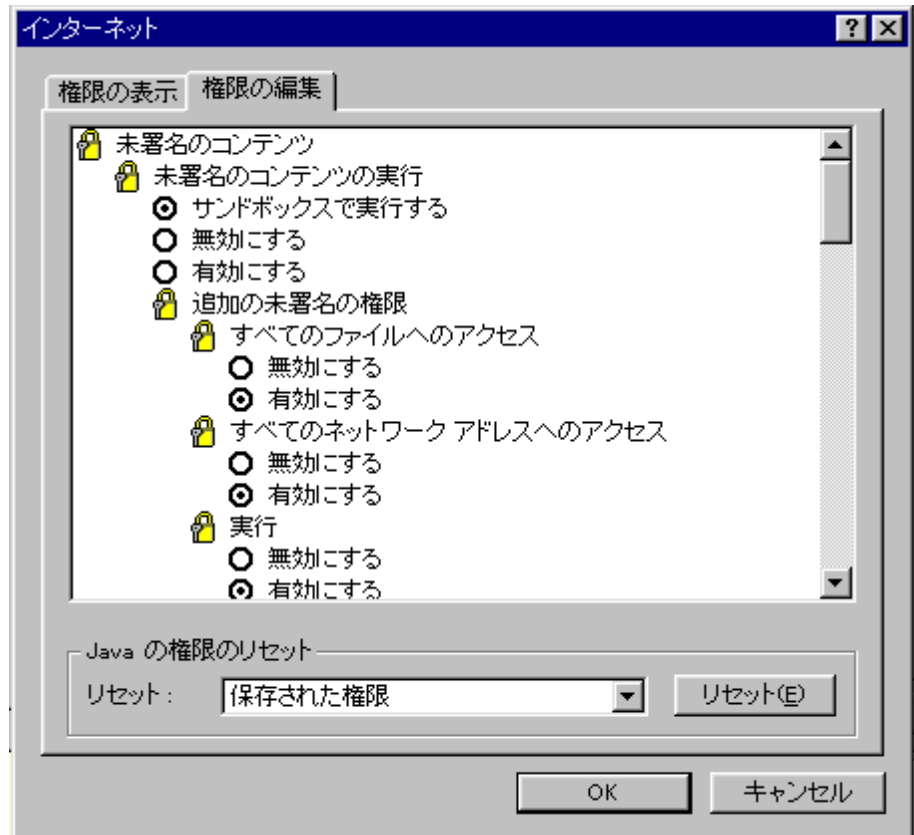 インターネット
権限の表示 権限の編集
未署名のコンテンツ
未署名のコンテンツの実行
サンドボックスで実行する
無効にする
有効にする
追加の未署名の権限
すべてのファイルへのアクセス
無効にする
有効にする
すべてのネットワーク アドレスへのアクセス
無効にする
有効にする
実行
無効にする
有効にする
Java の権限のリセット
リセット : 保存された権限 リセット(E)
OK キャンセル